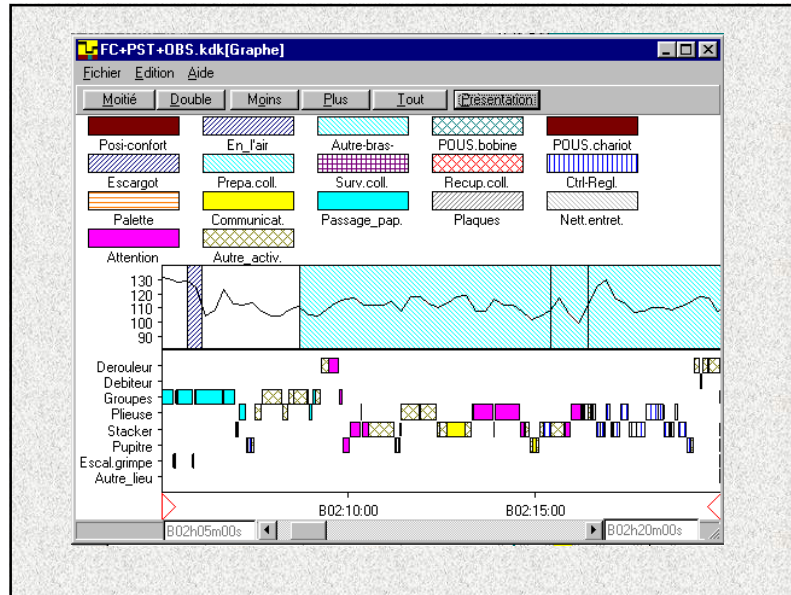 FC+PST+OBS.kdk[Graphe]
Fichier Edition Aide
Moitié Double Moins Plus Tout Présentation
Posi-confort En_l'air Autre-bras- POUS.bobine POUS.chariot
Escargot Prepa.coll. Surv.coll. Recup.coll. Ctrl-Regl.
Palette Communicat. Passage_pap. Plaques Nett.entret.
Attention Autre_activ.
130
120
110
100
90
Derouleur
Debiteur
Groupes
Plieuse
Stacker
Pupitre
Escal.grimpe
Autre_lieu
B02:10:00 B02:15:00
B02h05m00s B02h20m00s